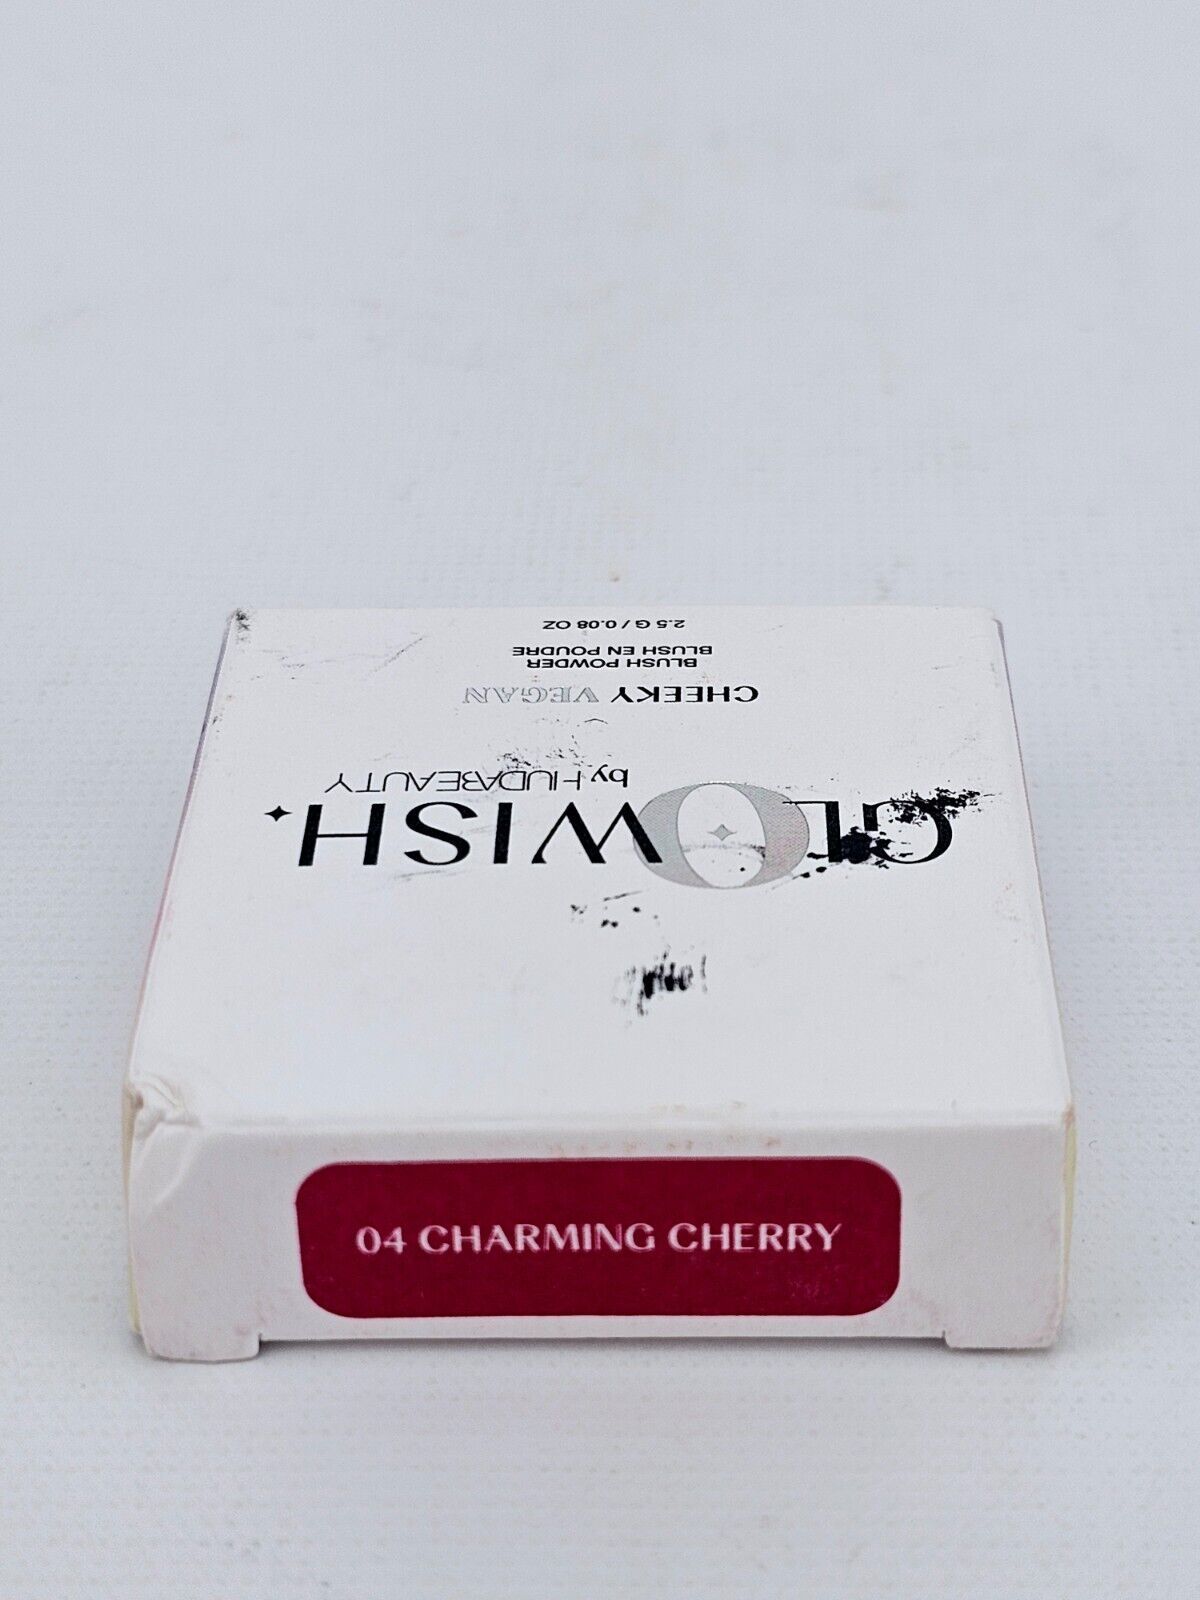 GLOWISH
by HUDABEAUTY
CHEEKY VEGAN
BLUSH POWDER
BLUSH EN POUDRE
2.5 G / 0.08 OZ
04 CHARMING CHERRY